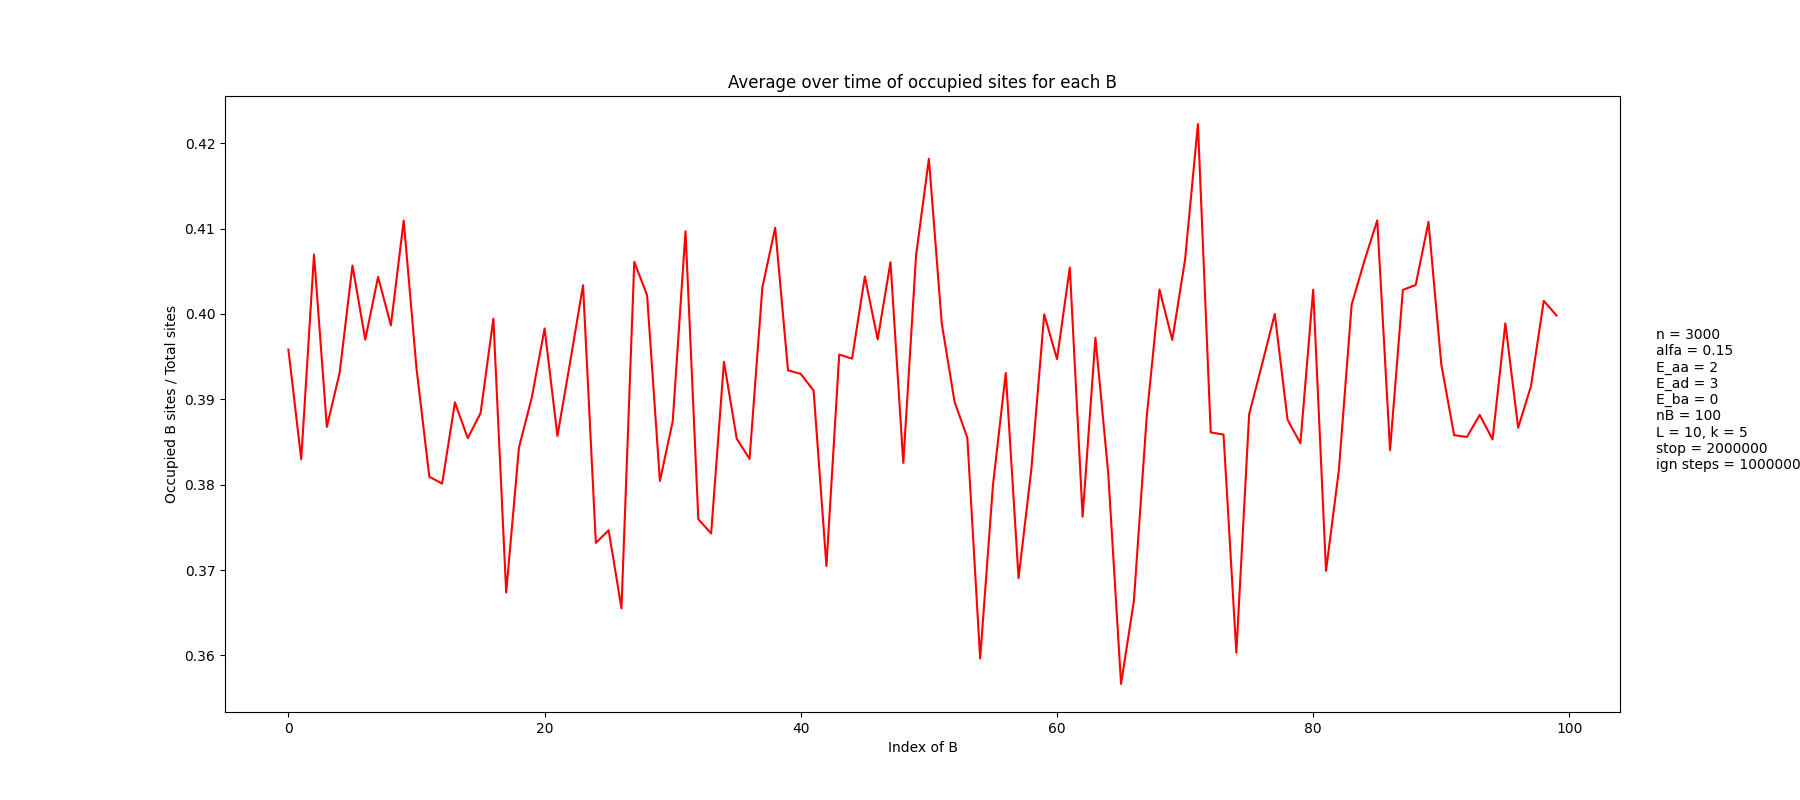 Average over time of occupied sites for each B
0.42
0.41
0.40
0.39
0.38
0.37
0.36
Occupied B sites / Total sites
0
20
40
60
80
100
Index of B
n = 3000
alfa = 0.15
E_aa = 2
E_ad = 3
E_ba = 0
nB = 100
L = 10, k = 5
stop = 2000000
ign steps = 1000000